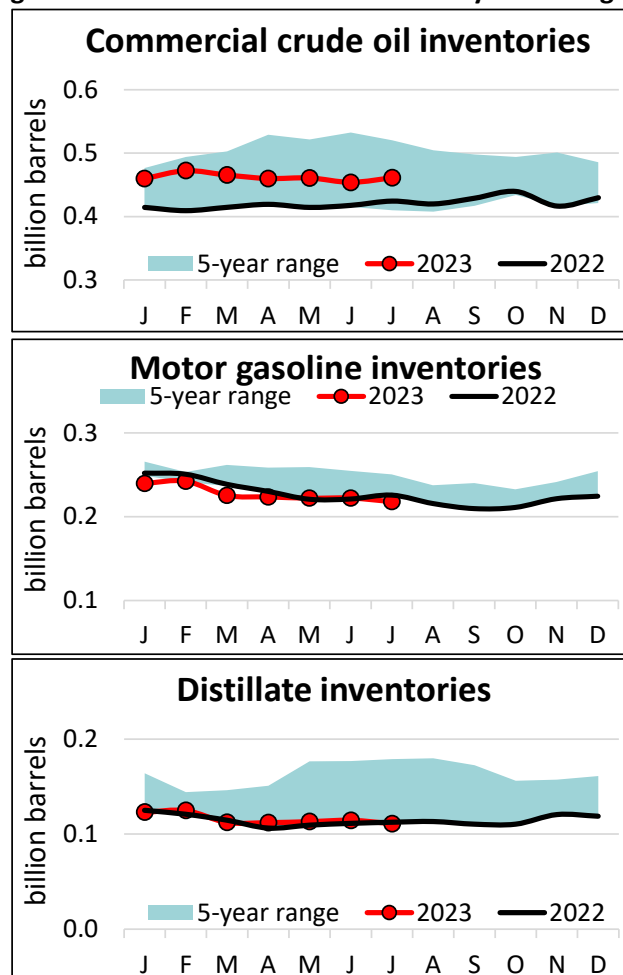 Commercial crude oil inventories
0.6
0.5
0.4
0.3
billion barrels
5-year range 2023 2022
J F M A M J J A S O N D
Motor gasoline inventories
5-year range 2023 2022
0.3
0.2
0.1
billion barrels
J F M A M J J A S O N D
Distillate inventories
0.2
0.1
0.0
billion barrels
5-year range 2023 2022
J F M A M J J A S O N D